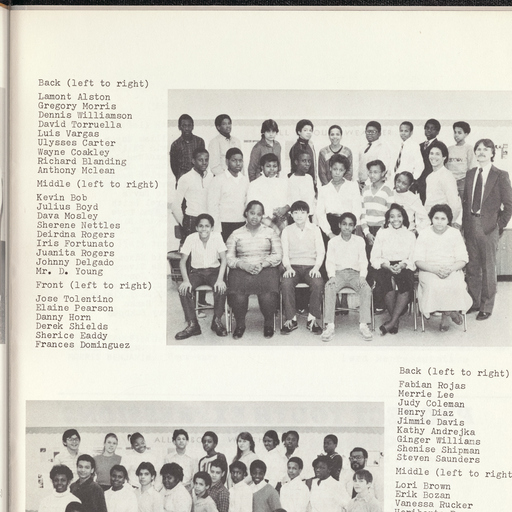 Back (left to right)
Lamont Alston
Gregory Morris
Dennis Williamson
David Torruella
Luis Vargas
Ulysses Carter
Wayne Coakley
Richard Blanding
Anthony Mclean
Middle (left to right)
Kevin Bob
Julius Boyd
Dava Mosley
Sherene Nettles
Deirdna Rogers
Iris Fortunato
Juanita Rogers
Johnny Delgado
Mr. D. Young
Front (left to right)
Jose Tolentino
Elaine Pearson
Danny Horn
Derek Shields
Sherice Eaddy
Frances Dominguez
Back (left to right)
Fabian Rojas
Merrie Lee
Judy Coleman
Henry Diaz
Jimmie Davis
Kathy Andrejka
Ginger Williams
Shenise Shipman
Steven Saunders
Middle (left to right
Lori Brown
Erik Bozan
Vanessa Rucker